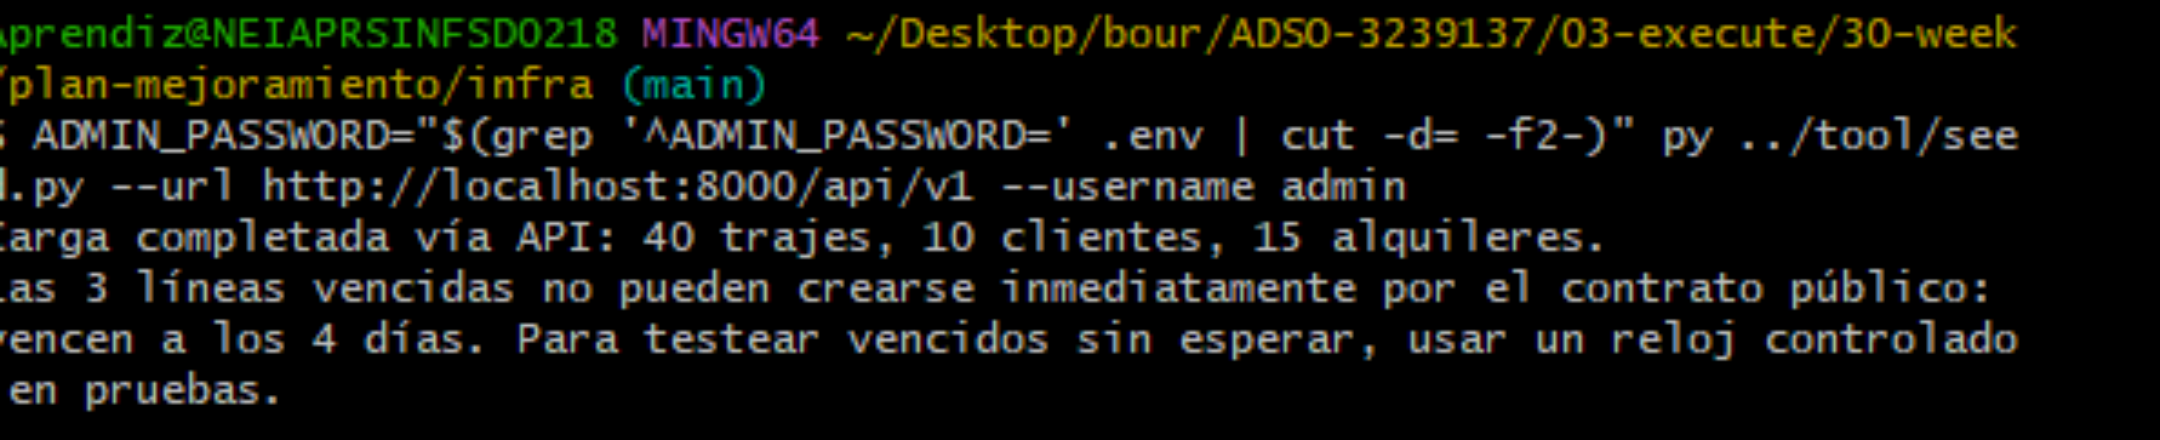 Aprendiz@NEIAPRSINFSD0218 MINGW64 ~/Desktop/bour/ADSO-3239137/03-execute/30-week
/plan-mejoramiento/infra (main)
$ ADMIN_PASSWORD="$(grep '^ADMIN_PASSWORD=' .env | cut -d= -f2-)" py ../tool/see
d.py --url http://localhost:8000/api/v1 --username admin
Carga completada vía API: 40 trajes, 10 clientes, 15 alquileres.
Las 3 líneas vencidas no pueden crearse inmediatamente por el contrato público:
vencen a los 4 días. Para testear vencidos sin esperar, usar un reloj controlado
en pruebas.